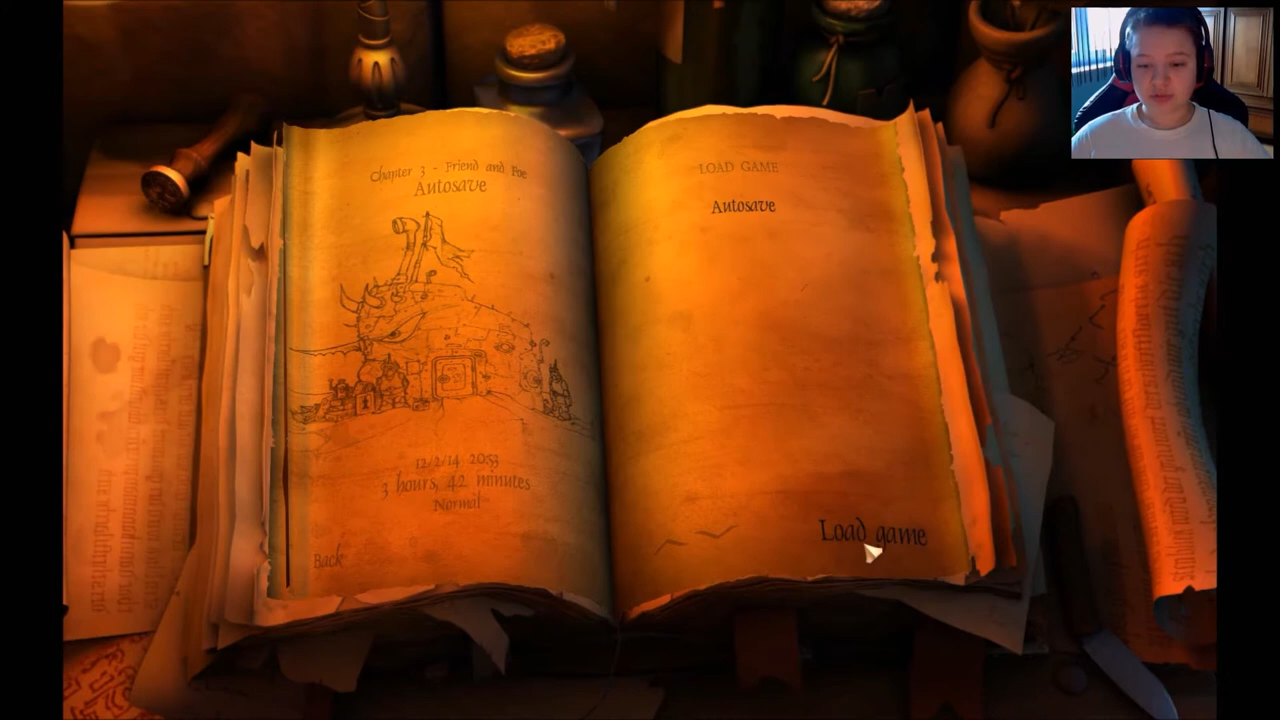 Chapter 3 - Friend and Foe
Autosave
12/2/14 20:53
3 hours, 42 minutes
Normal
Back
LOAD GAME
Autosave
Load game